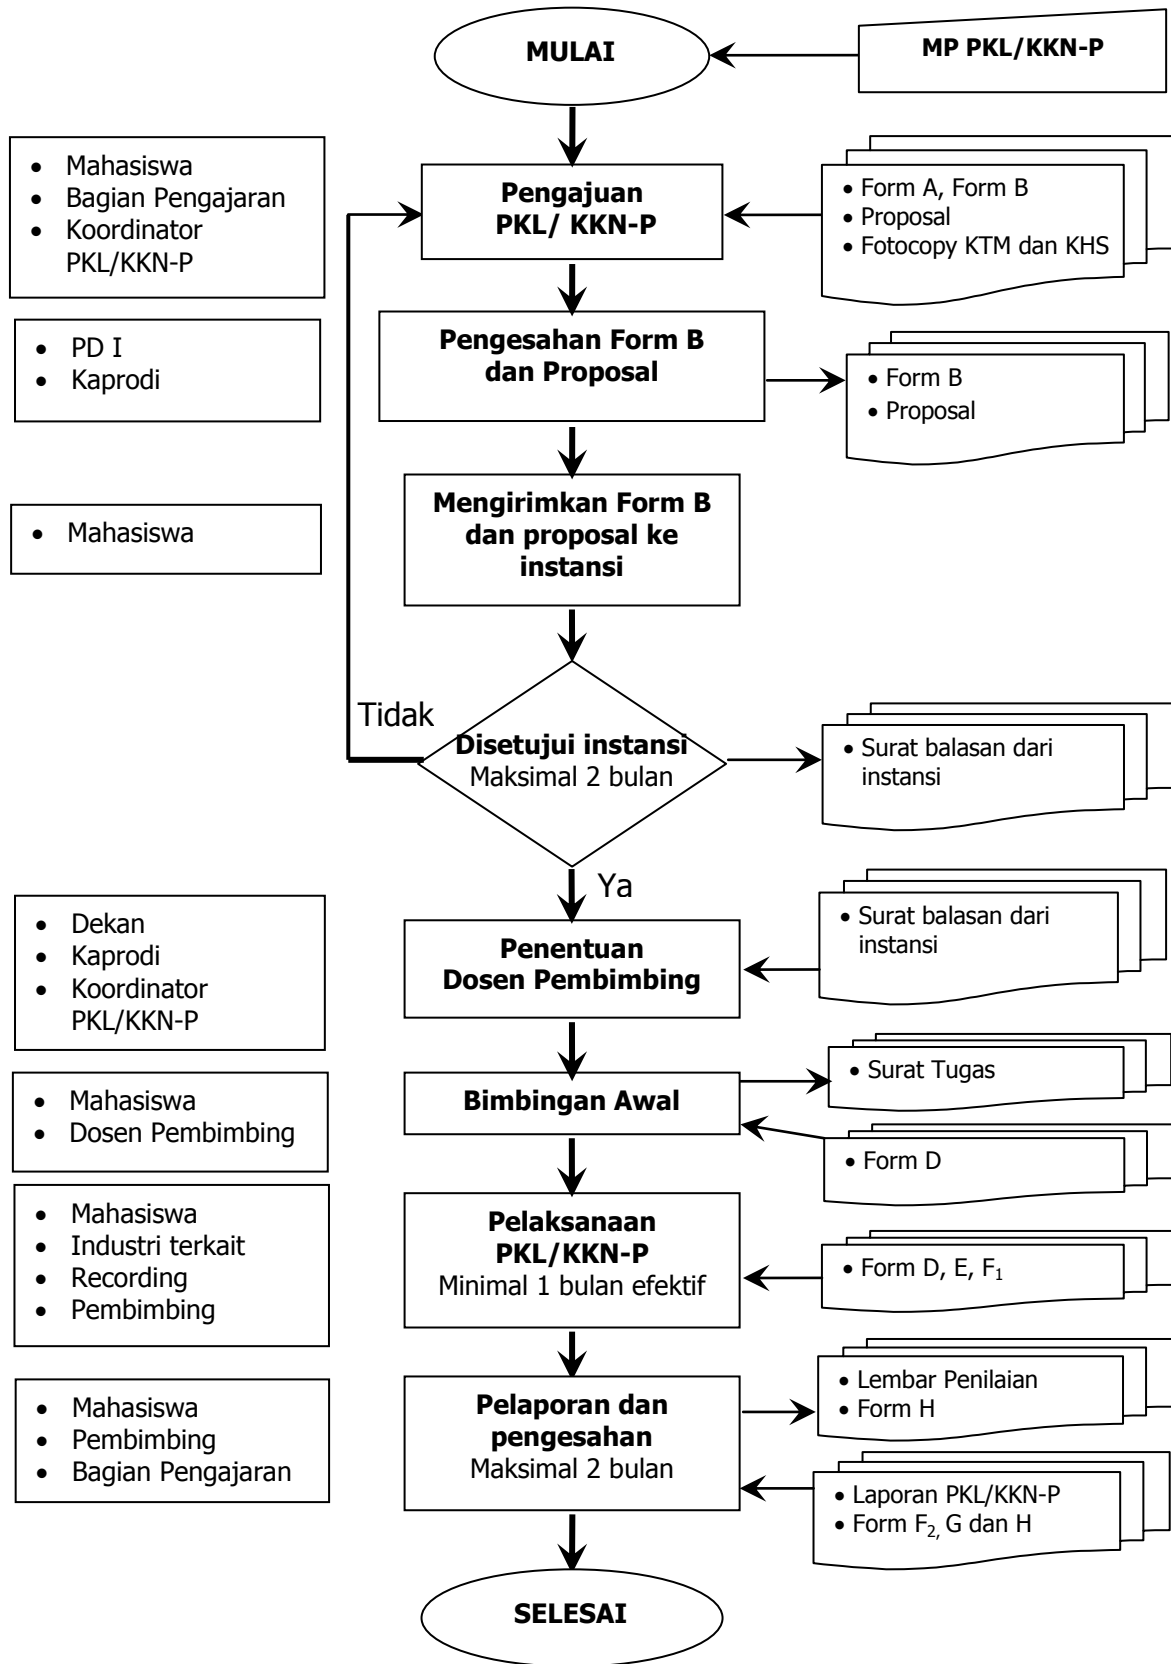 MULAI
MP PKL/KKN-P
• Mahasiswa
• Bagian Pengajaran
• Koordinator
PKL/KKN-P
Pengajuan
PKL/ KKN-P
• Form A, Form B
• Proposal
• Fotocopy KTM dan KHS
• PD I
• Kaprodi
Pengesahan Form B
dan Proposal
• Form B
• Proposal
• Mahasiswa
Mengirimkan Form B
dan proposal ke
instansi
Tidak
Disetujui instansi
Maksimal 2 bulan
• Surat balasan dari
instansi
Ya
• Dekan
• Kaprodi
• Koordinator
PKL/KKN-P
Penentuan
Dosen Pembimbing
• Surat balasan dari
instansi
• Mahasiswa
• Dosen Pembimbing
Bimbingan Awal
• Surat Tugas
• Form D
• Mahasiswa
• Industri terkait
• Recording
• Pembimbing
Pelaksanaan
PKL/KKN-P
Minimal 1 bulan efektif
• Form D, E, F₁
• Mahasiswa
• Pembimbing
• Bagian Pengajaran
Pelaporan dan
pengesahan
Maksimal 2 bulan
• Lembar Penilaian
• Form H
• Laporan PKL/KKN-P
• Form F₂, G dan H
SELESAI